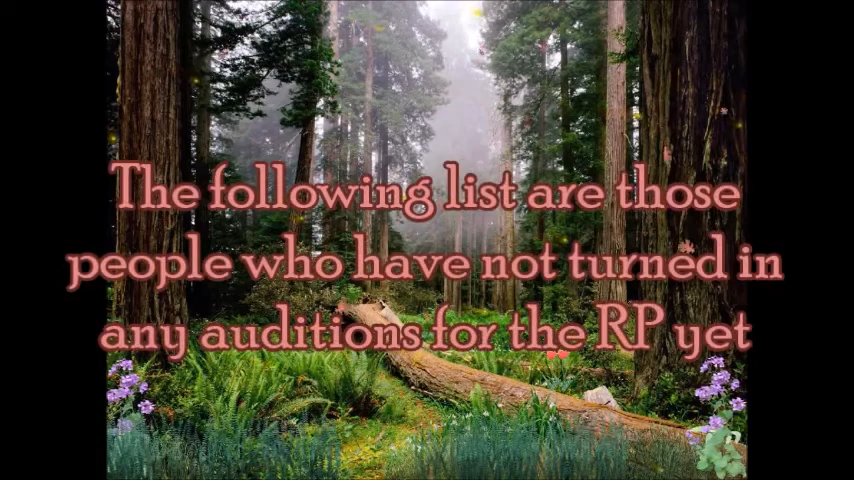 The following list are those
people who have not turned in
any auditions for the RP yet